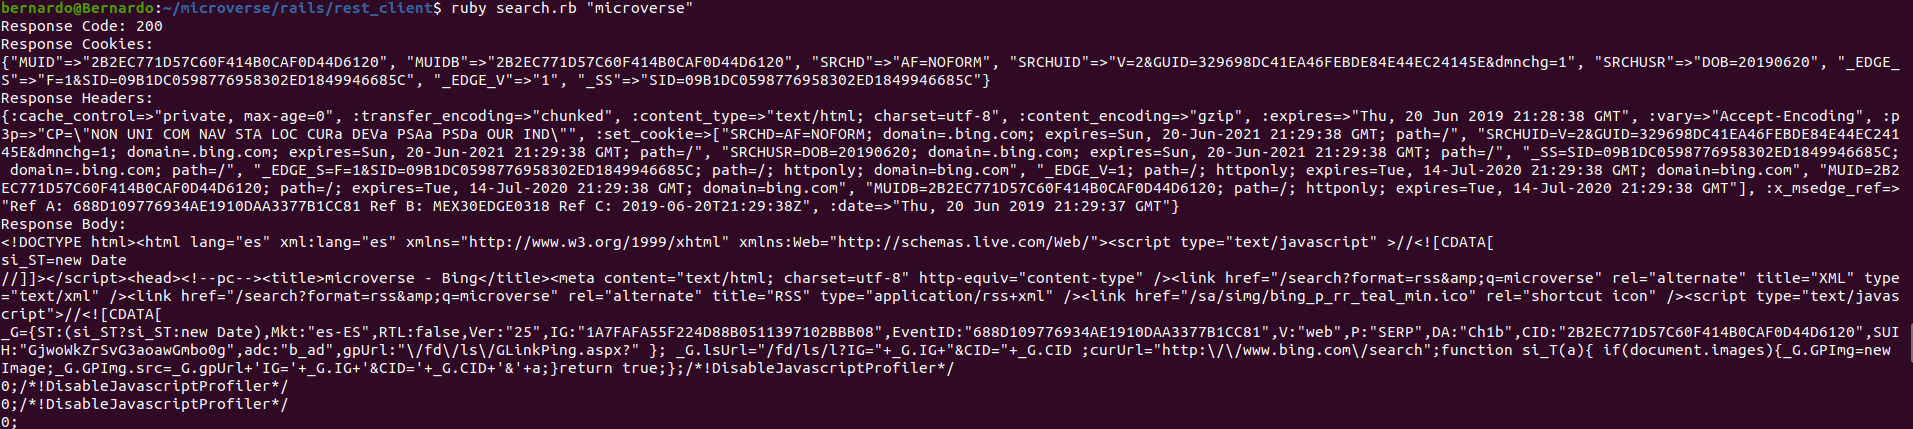 bernardo@Bernardo:~/microverse/rails/rest_client$ ruby search.rb "microverse"
Response Code: 200
Response Cookies:
{"MUID"=>"2B2EC771D57C60F414B0CAF0D44D6120", "MUIDB"=>"2B2EC771D57C60F414B0CAF0D44D6120", "SRCHD"=>"AF=NOFORM", "SRCHUID"=>"V=2&GUID=329698DC41EA46FEBDE84E44EC24145E&dmnchg=1", "SRCHUSR"=>"DOB=20190620", "_EDGE_
S"=>"F=1&SID=09B1DC0598776958302ED1849946685C", "_EDGE_V"=>"1", "_SS"=>"SID=09B1DC0598776958302ED1849946685C"}
Response Headers:
{:cache_control=>"private, max-age=0", :transfer_encoding=>"chunked", :content_type=>"text/html; charset=utf-8", :content_encoding=>"gzip", :expires=>"Thu, 20 Jun 2019 21:28:38 GMT", :vary=>"Accept-Encoding", :p
3p=>"CP=\"NON UNI COM NAV STA LOC CURa DEVa PSAa PSDa OUR IND\"", :set_cookie=>["SRCHD=AF=NOFORM; domain=.bing.com; expires=Sun, 20-Jun-2021 21:29:38 GMT; path=/", "SRCHUID=V=2&GUID=329698DC41EA46FEBDE84E44EC241
45E&dmnchg=1; domain=.bing.com; expires=Sun, 20-Jun-2021 21:29:38 GMT; path=/", "SRCHUSR=DOB=20190620; domain=.bing.com; expires=Sun, 20-Jun-2021 21:29:38 GMT; path=/", "_SS=SID=09B1DC0598776958302ED1849946685C;
 domain=.bing.com; path=/", "_EDGE_S=F=1&SID=09B1DC0598776958302ED1849946685C; path=/; httponly; domain=bing.com", "_EDGE_V=1; path=/; httponly; expires=Tue, 14-Jul-2020 21:29:38 GMT; domain=bing.com", "MUID=2B2
EC771D57C60F414B0CAF0D44D6120; path=/; expires=Tue, 14-Jul-2020 21:29:38 GMT; domain=bing.com", "MUIDB=2B2EC771D57C60F414B0CAF0D44D6120; path=/; httponly; expires=Tue, 14-Jul-2020 21:29:38 GMT"], :x_msedge_ref=>
"Ref A: 688D109776934AE1910DAA3377B1CC81 Ref B: MEX30EDGE0318 Ref C: 2019-06-20T21:29:38Z", :date=>"Thu, 20 Jun 2019 21:29:37 GMT"}
Response Body:
<!DOCTYPE html><html lang="es" xml:lang="es" xmlns="http://www.w3.org/1999/xhtml" xmlns:Web="http://schemas.live.com/Web/"><script type="text/javascript" >//<![CDATA[
si_ST=new Date
//]]></script><head><!--pc--><title>microverse - Bing</title><meta content="text/html; charset=utf-8" http-equiv="content-type" /><link href="/search?format=rss&amp;q=microverse" rel="alternate" title="XML" type
="text/xml" /><link href="/search?format=rss&amp;q=microverse" rel="alternate" title="RSS" type="application/rss+xml" /><link href="/sa/simg/bing_p_rr_teal_min.ico" rel="shortcut icon" /><script type="text/javas
cript">//<![CDATA[
_G={ST:(si_ST?si_ST:new Date),Mkt:"es-ES",RTL:false,Ver:"25",IG:"1A7FAFA55F224D88B0511397102BBB08",EventID:"688D109776934AE1910DAA3377B1CC81",V:"web",P:"SERP",DA:"Ch1b",CID:"2B2EC771D57C60F414B0CAF0D44D6120",SUI
H:"GjwoWkZrSvG3aoawGmbo0g",adc:"b_ad",gpUrl:"\/fd\/ls\/GLinkPing.aspx?" }; _G.lsUrl="/fd/ls/l?IG="+_G.IG+"&CID="+_G.CID ;curUrl="http:\/\/www.bing.com\/search";function si_T(a){ if(document.images){_G.GPImg=new 
Image;_G.GPImg.src=_G.gpUrl+'IG='+_G.IG+'&CID='+_G.CID+'&'+a;}return true;};/*!DisableJavascriptProfiler*/
0;/*!DisableJavascriptProfiler*/
0;/*!DisableJavascriptProfiler*/
0;